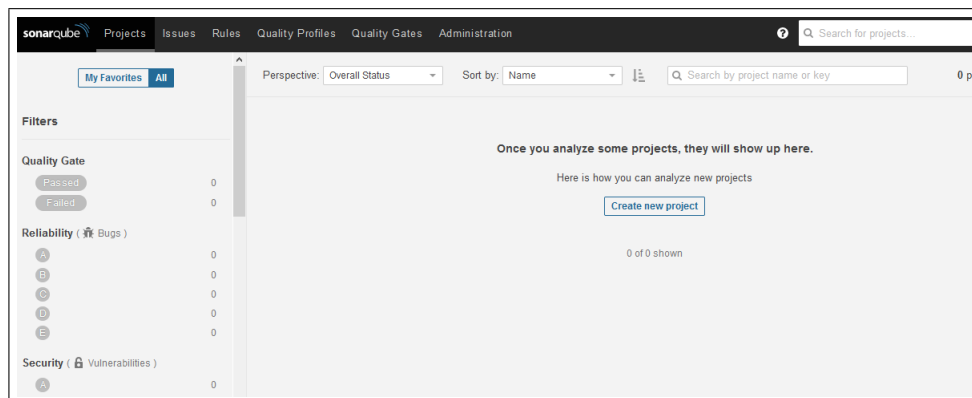 sonarqube Projects Issues Rules Quality Profiles Quality Gates Administration ? Search for projects...
My Favorites All
Perspective: Overall Status Sort by: Name Search by project name or key 0 p
Filters
Once you analyze some projects, they will show up here.
Quality Gate
Here is how you can analyze new projects
Passed 0
Failed 0
Create new project
Reliability ( Bugs )
0 of 0 shown
A 0
B 0
C 0
D 0
E 0
Security ( Vulnerabilities )
A 0